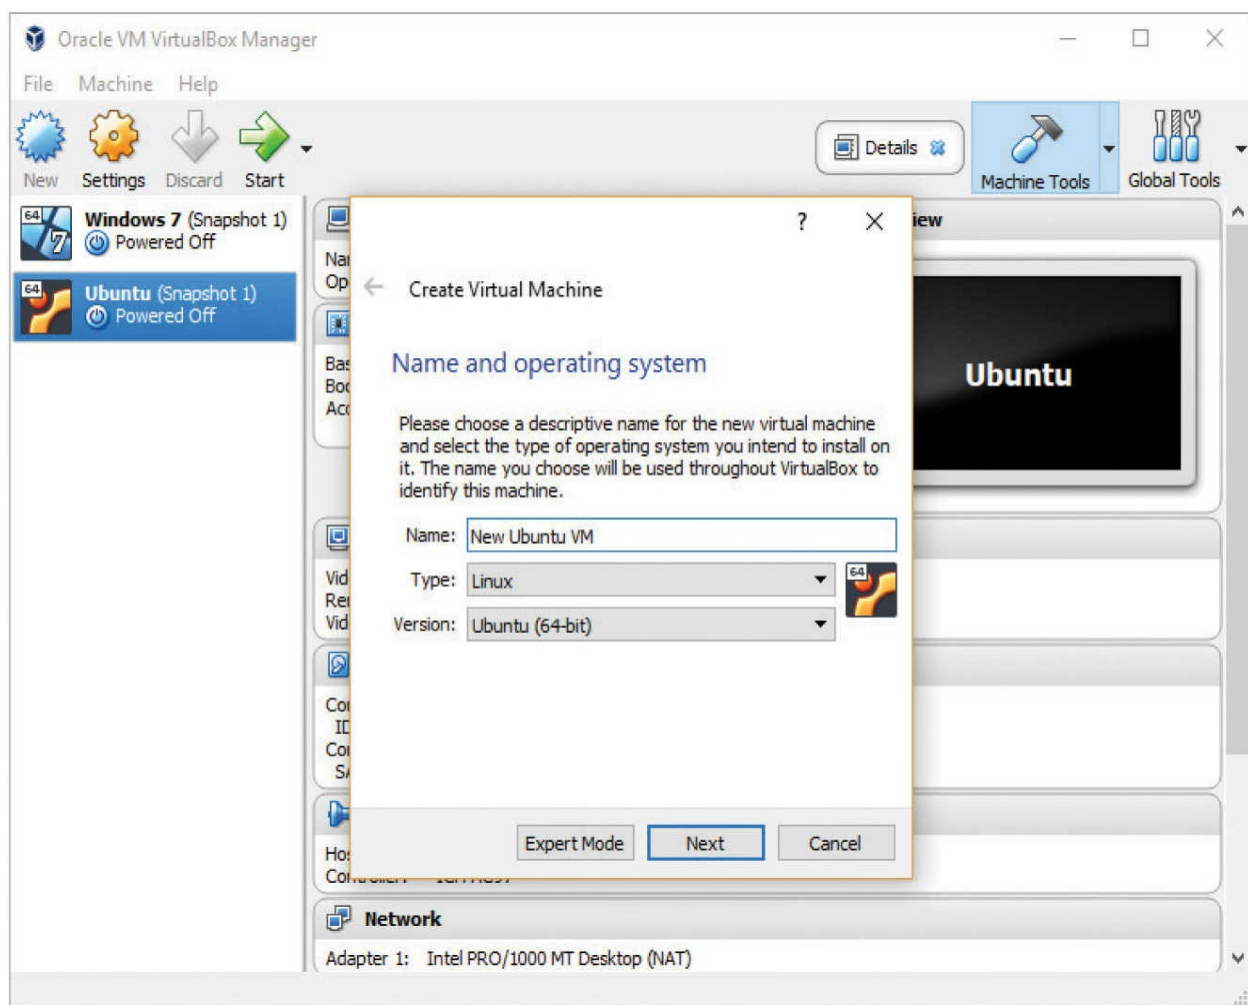 Oracle VM VirtualBox Manager
File Machine Help
New Settings Discard Start
Details
Machine Tools
Global Tools
64
7
Windows 7 (Snapshot 1)
Powered Off
64
Ubuntu (Snapshot 1)
Powered Off
?
Create Virtual Machine
Name and operating system
Please choose a descriptive name for the new virtual machine
and select the type of operating system you intend to install on
it. The name you choose will be used throughout VirtualBox to
identify this machine.
Name: New Ubuntu VM
Type: Linux
64
Version: Ubuntu (64-bit)
Expert Mode Next Cancel
Ubuntu
Network
Adapter 1: Intel PRO/1000 MT Desktop (NAT)